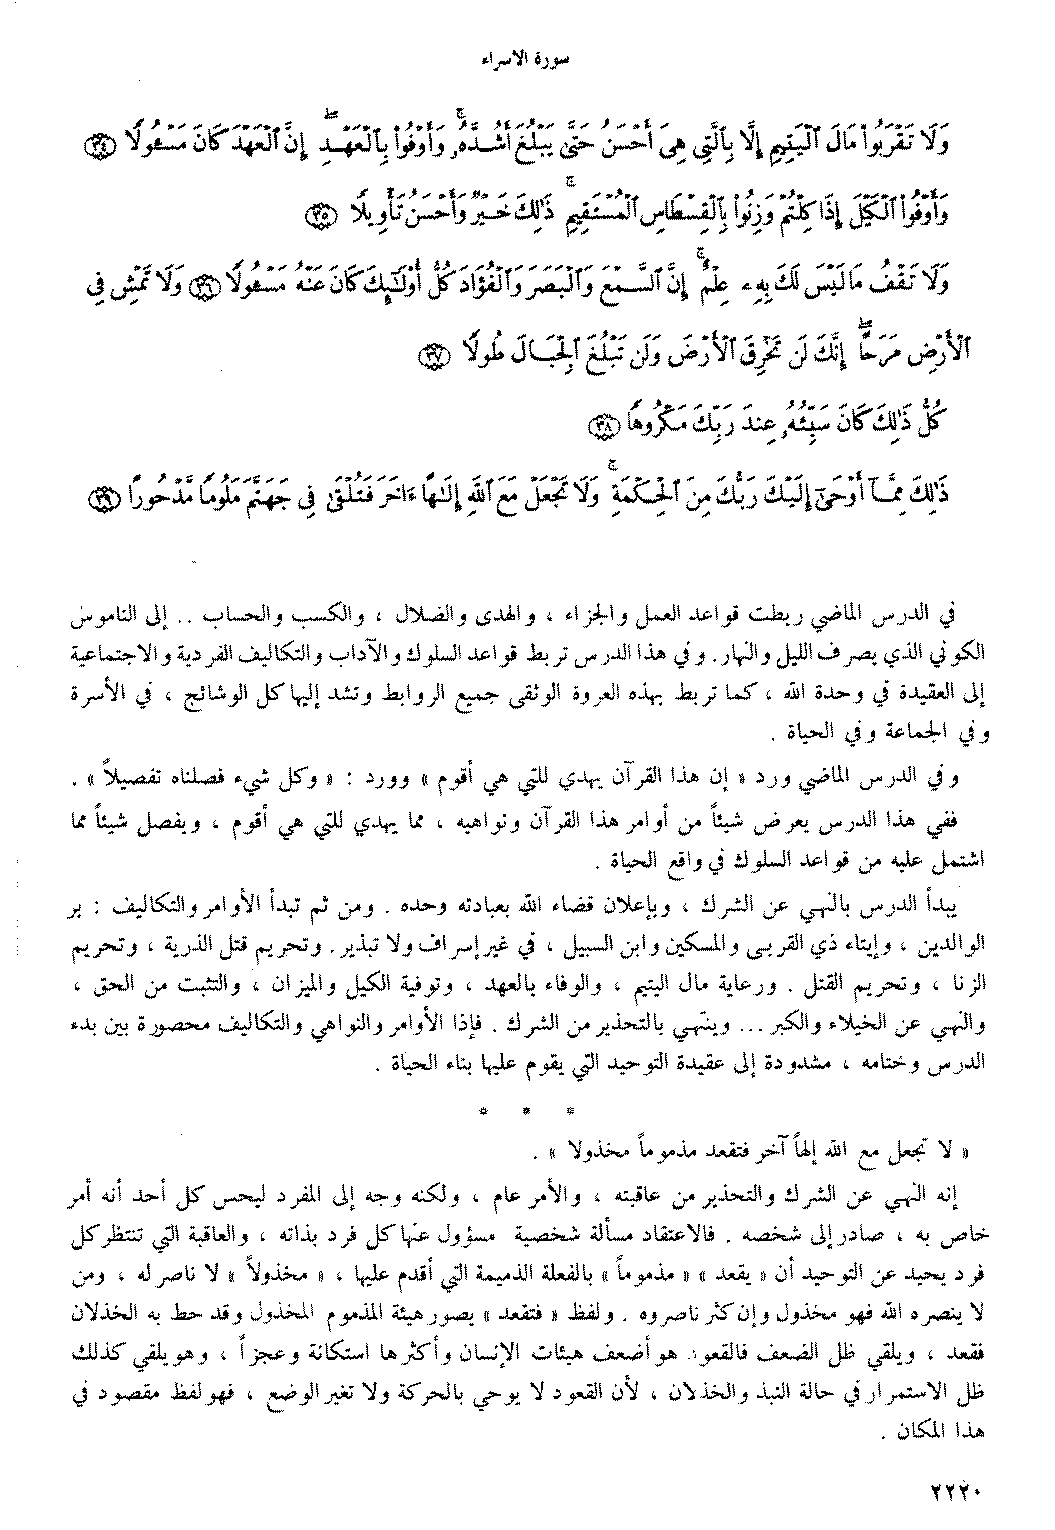 سورة الاسراء
وَلَا تَقْرَبُوا۟ مَالَ ٱلْيَتِيمِ إِلَّا بِٱلَّتِى هِىَ أَحْسَنُ حَتَّىٰ يَبْلُغَ أَشُدَّهُۥۚ وَأَوْفُوا۟ بِٱلْعَهْدِۖ إِنَّ ٱلْعَهْدَ كَانَ مَسْـُٔولًا ﴿٣٤﴾
وَأَوْفُوا۟ ٱلْكَيْلَ إِذَا كِلْتُمْ وَزِنُوا۟ بِٱلْقِسْطَاسِ ٱلْمُسْتَقِيمِۚ ذَٰلِكَ خَيْرٌ وَأَحْسَنُ تَأْوِيلًا ﴿٣٥﴾
وَلَا تَقْفُ مَا لَيْسَ لَكَ بِهِۦ عِلْمٌۚ إِنَّ ٱلسَّمْعَ وَٱلْبَصَرَ وَٱلْفُؤَادَ كُلُّ أُو۟لَـٰٓئِكَ كَانَ عَنْهُ مَسْـُٔولًا ﴿٣٦﴾ وَلَا تَمْشِ فِى
ٱلْأَرْضِ مَرَحًاۖ إِنَّكَ لَن تَخْرِقَ ٱلْأَرْضَ وَلَن تَبْلُغَ ٱلْجِبَالَ طُولًا ﴿٣٧﴾
كُلُّ ذَٰلِكَ كَانَ سَيِّئُهُۥ عِندَ رَبِّكَ مَكْرُوهًا ﴿٣٨﴾
ذَٰلِكَ مِمَّآ أَوْحَىٰٓ إِلَيْكَ رَبُّكَ مِنَ ٱلْحِكْمَةِۚ وَلَا تَجْعَلْ مَعَ ٱللَّهِ إِلَـٰهًا ءَاخَرَ فَتُلْقَىٰ فِى جَهَنَّمَ مَلُومًا مَّدْحُورًا ﴿٣٩﴾
في الدرس الماضي ربطت قواعد العمل والجزاء ، والهدى والضلال ، والكسب والحساب .. إلى الناموس
الكوني الذي يصرف الليل والنهار. وفي هذا الدرس تربط قواعد السلوك والآداب والتكاليف الفردية والاجتماعية
إلى العقيدة في وحدة الله ، كما تربط بهذه العروة الوثقى جميع الروابط وتشد إليها كل الوشائج ، في الأسرة
وفي الجماعة وفي الحياة .
وفي الدرس الماضي ورد « إن هذا القرآن يهدي للتي هي أقوم » وورد : « وكل شيء فصلناه تفصيلاً » .
ففي هذا الدرس يعرض شيئاً من أوامر هذا القرآن ونواهيه ، مما يهدي للتي هي أقوم ، ويفصل شيئاً مما
اشتمل عليه من قواعد السلوك في واقع الحياة .
يبدأ الدرس بالنهي عن الشرك ، وبإعلان قضاء الله بعبادته وحده . ومن ثم تبدأ الأوامر والتكاليف : بر
الوالدين ، وإيتاء ذي القربى والمسكين وابن السبيل ، في غير إسراف ولا تبذير. وتحريم قتل الذرية ، وتحريم
الزنا ، وتحريم القتل . ورعاية مال اليتيم ، والوفاء بالعهد ، وتوفية الكيل والميزان ، والتثبت من الحق ،
والنهي عن الخيلاء والكبر ... وينتهي بالتحذير من الشرك . فإذا الأوامر والنواهي والتكاليف محصورة بين بدء
الدرس وختامه ، مشدودة إلى عقيدة التوحيد التي يقوم عليها بناء الحياة .
* * *
« لا تجعل مع الله إلهاً آخر فتقعد مذموماً مخذولا » .
إنه النهي عن الشرك والتحذير من عاقبته ، والأمر عام ، ولكنه وجه إلى المفرد ليحس كل أحد أنه أمر
خاص به ، صادر إلى شخصه . فالاعتقاد مسألة شخصية مسؤول عنها كل فرد بذاته ، والعاقبة التي تنتظر كل
فرد يحيد عن التوحيد أن « يقعد » « مذموماً » بالفعلة الذميمة التي أقدم عليها ، « مخذولاً » لا ناصر له ، ومن
لا ينصره الله فهو مخذول وإن كثر ناصروه . ولفظ « فتقعد » يصور هيئة المذموم المخذول وقد حط به الخذلان
فقعد ، ويلقي ظل الضعف فالقعود هو أضعف هيئات الإنسان وأكثرها استكانة وعجزاً ، وهو يلقي كذلك
ظل الاستمرار في حالة النبذ والخذلان ، لأن القعود لا يوحي بالحركة ولا تغير الوضع ، فهو لفظ مقصود في
هذا المكان .
٢٢٢٠